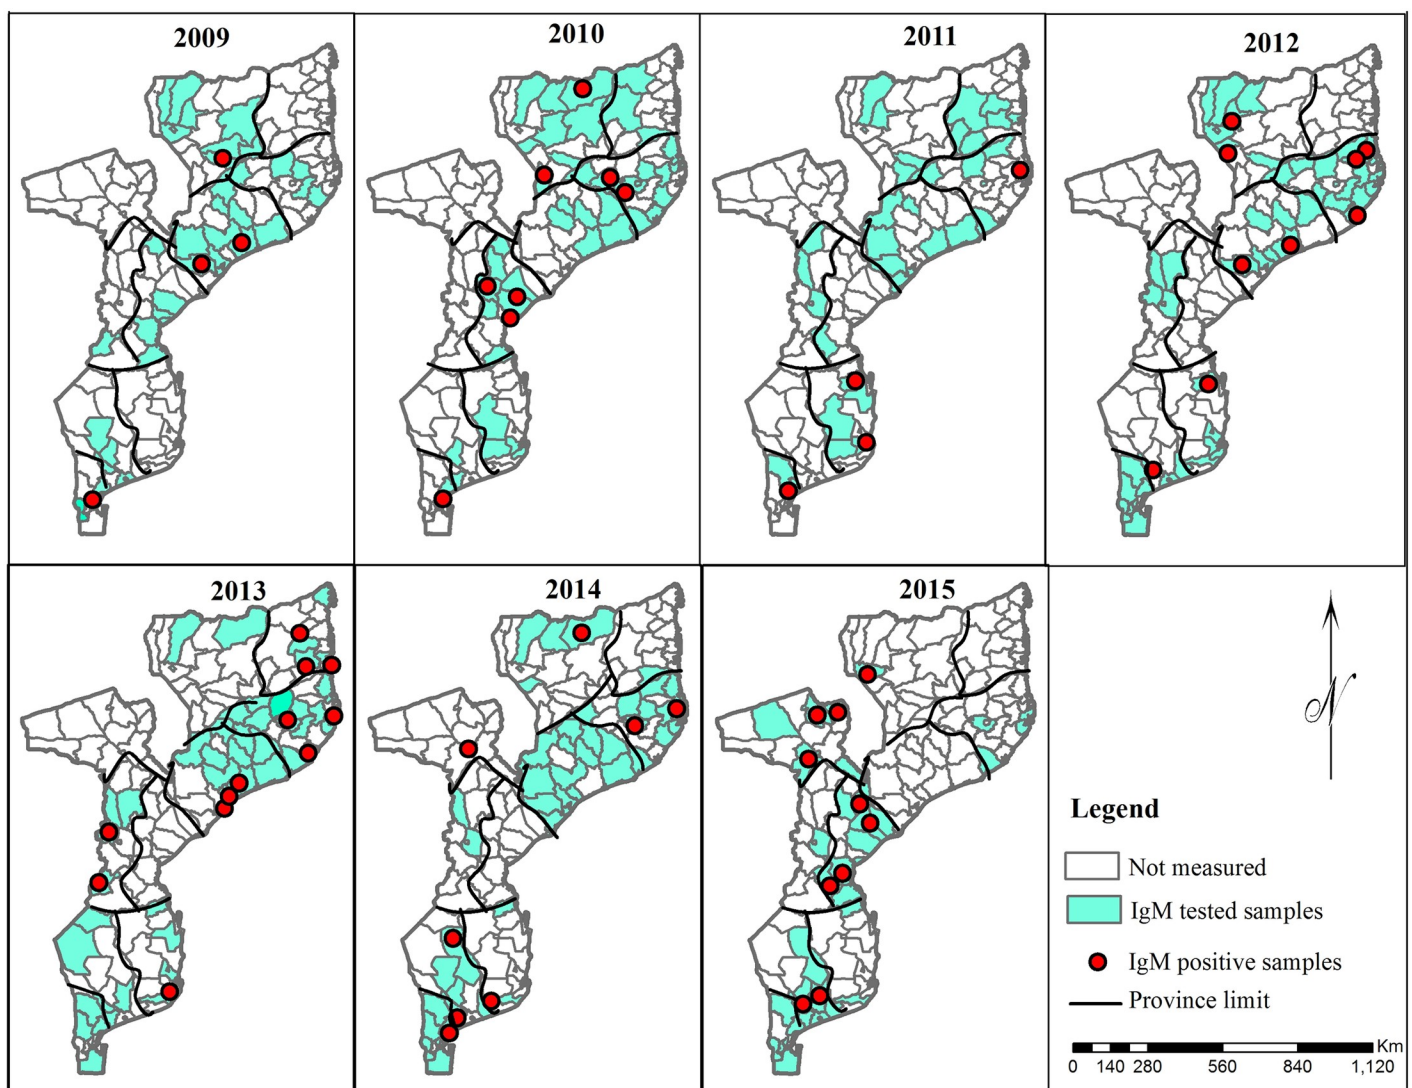 2009
2010
2011
2012
2013
2014
2015
N
Legend
Not measured
IgM tested samples
IgM positive samples
Province limit
Km
0 140 280 560 840 1,120